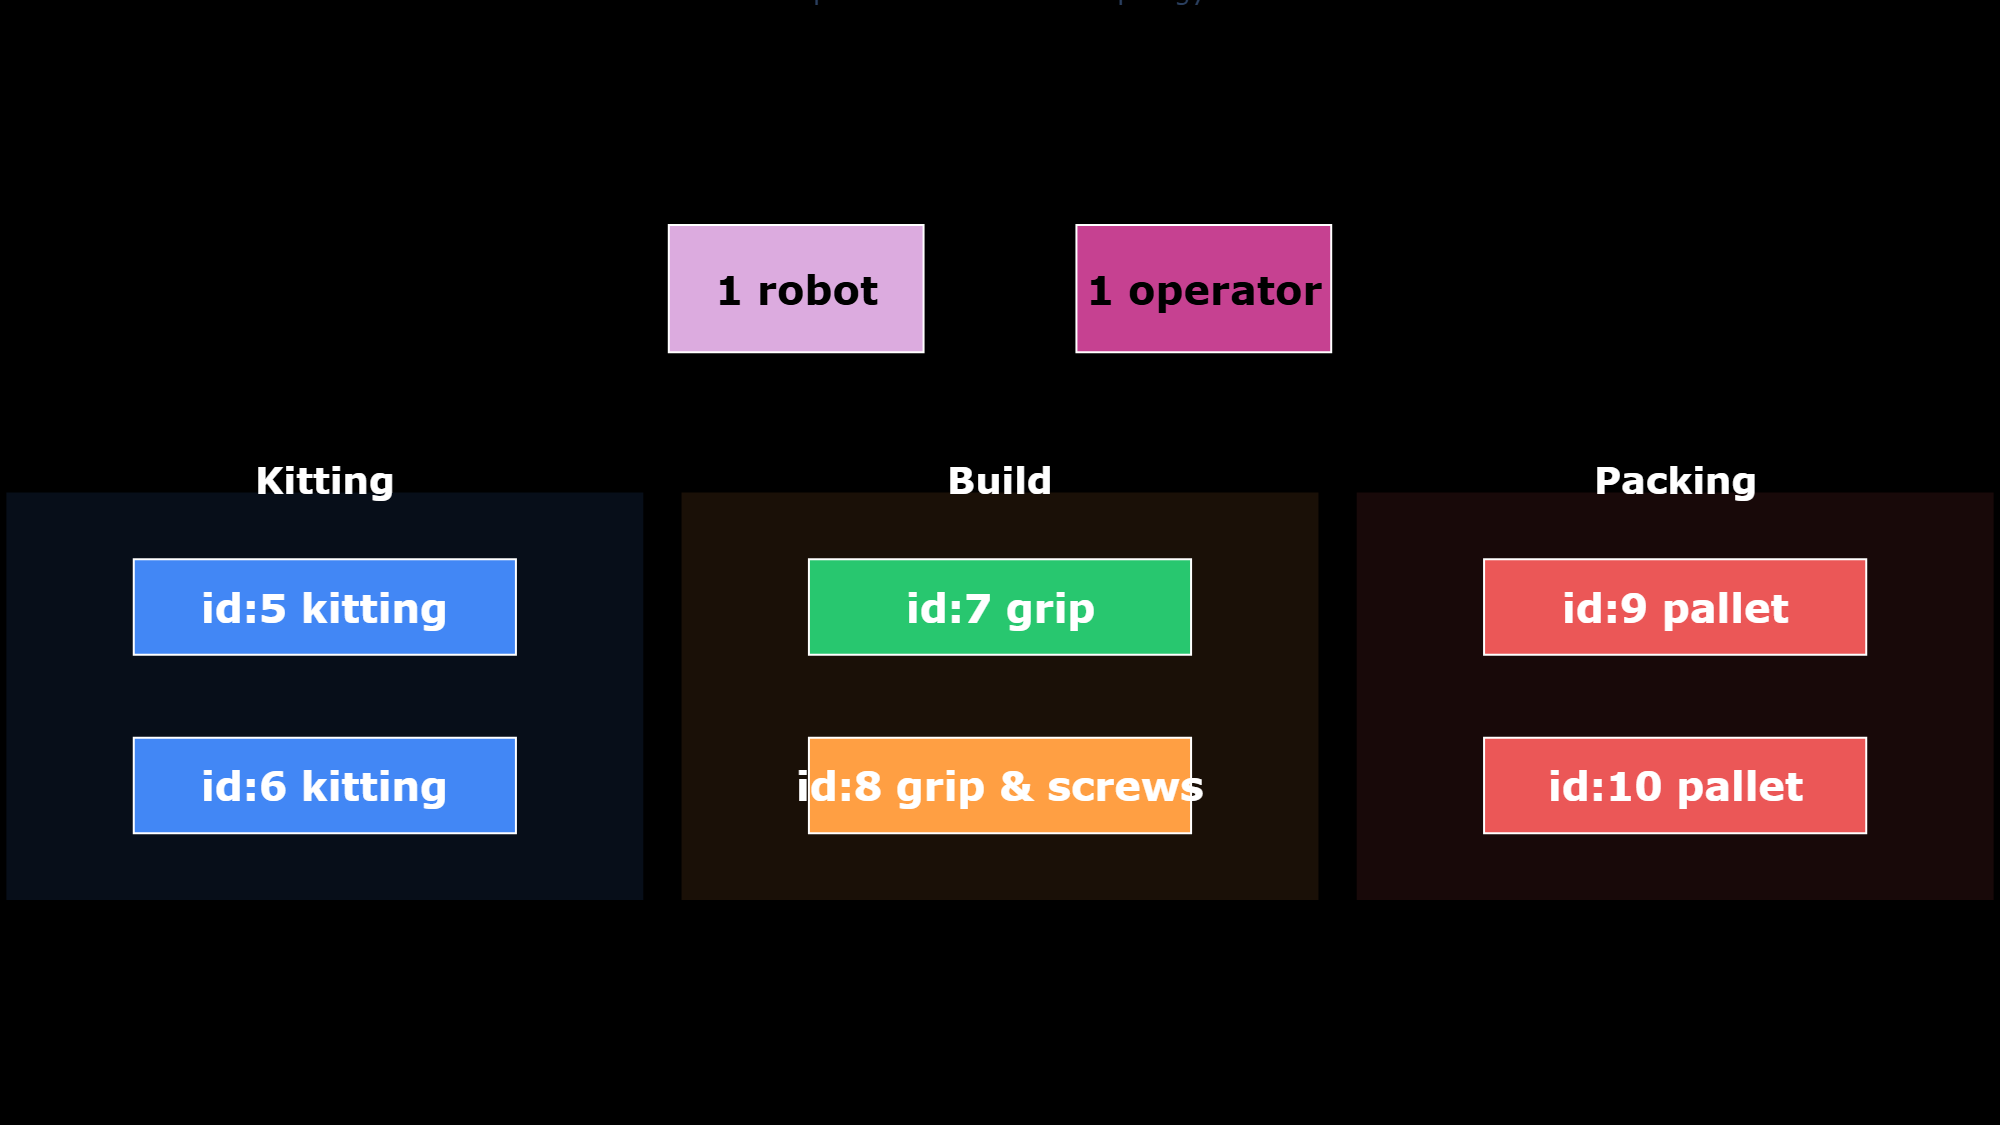 1 robot
1 operator
Kitting
Build
Packing
id:5 kitting
id:7 grip
id:9 pallet
id:6 kitting
id:8 grip & screws
id:10 pallet